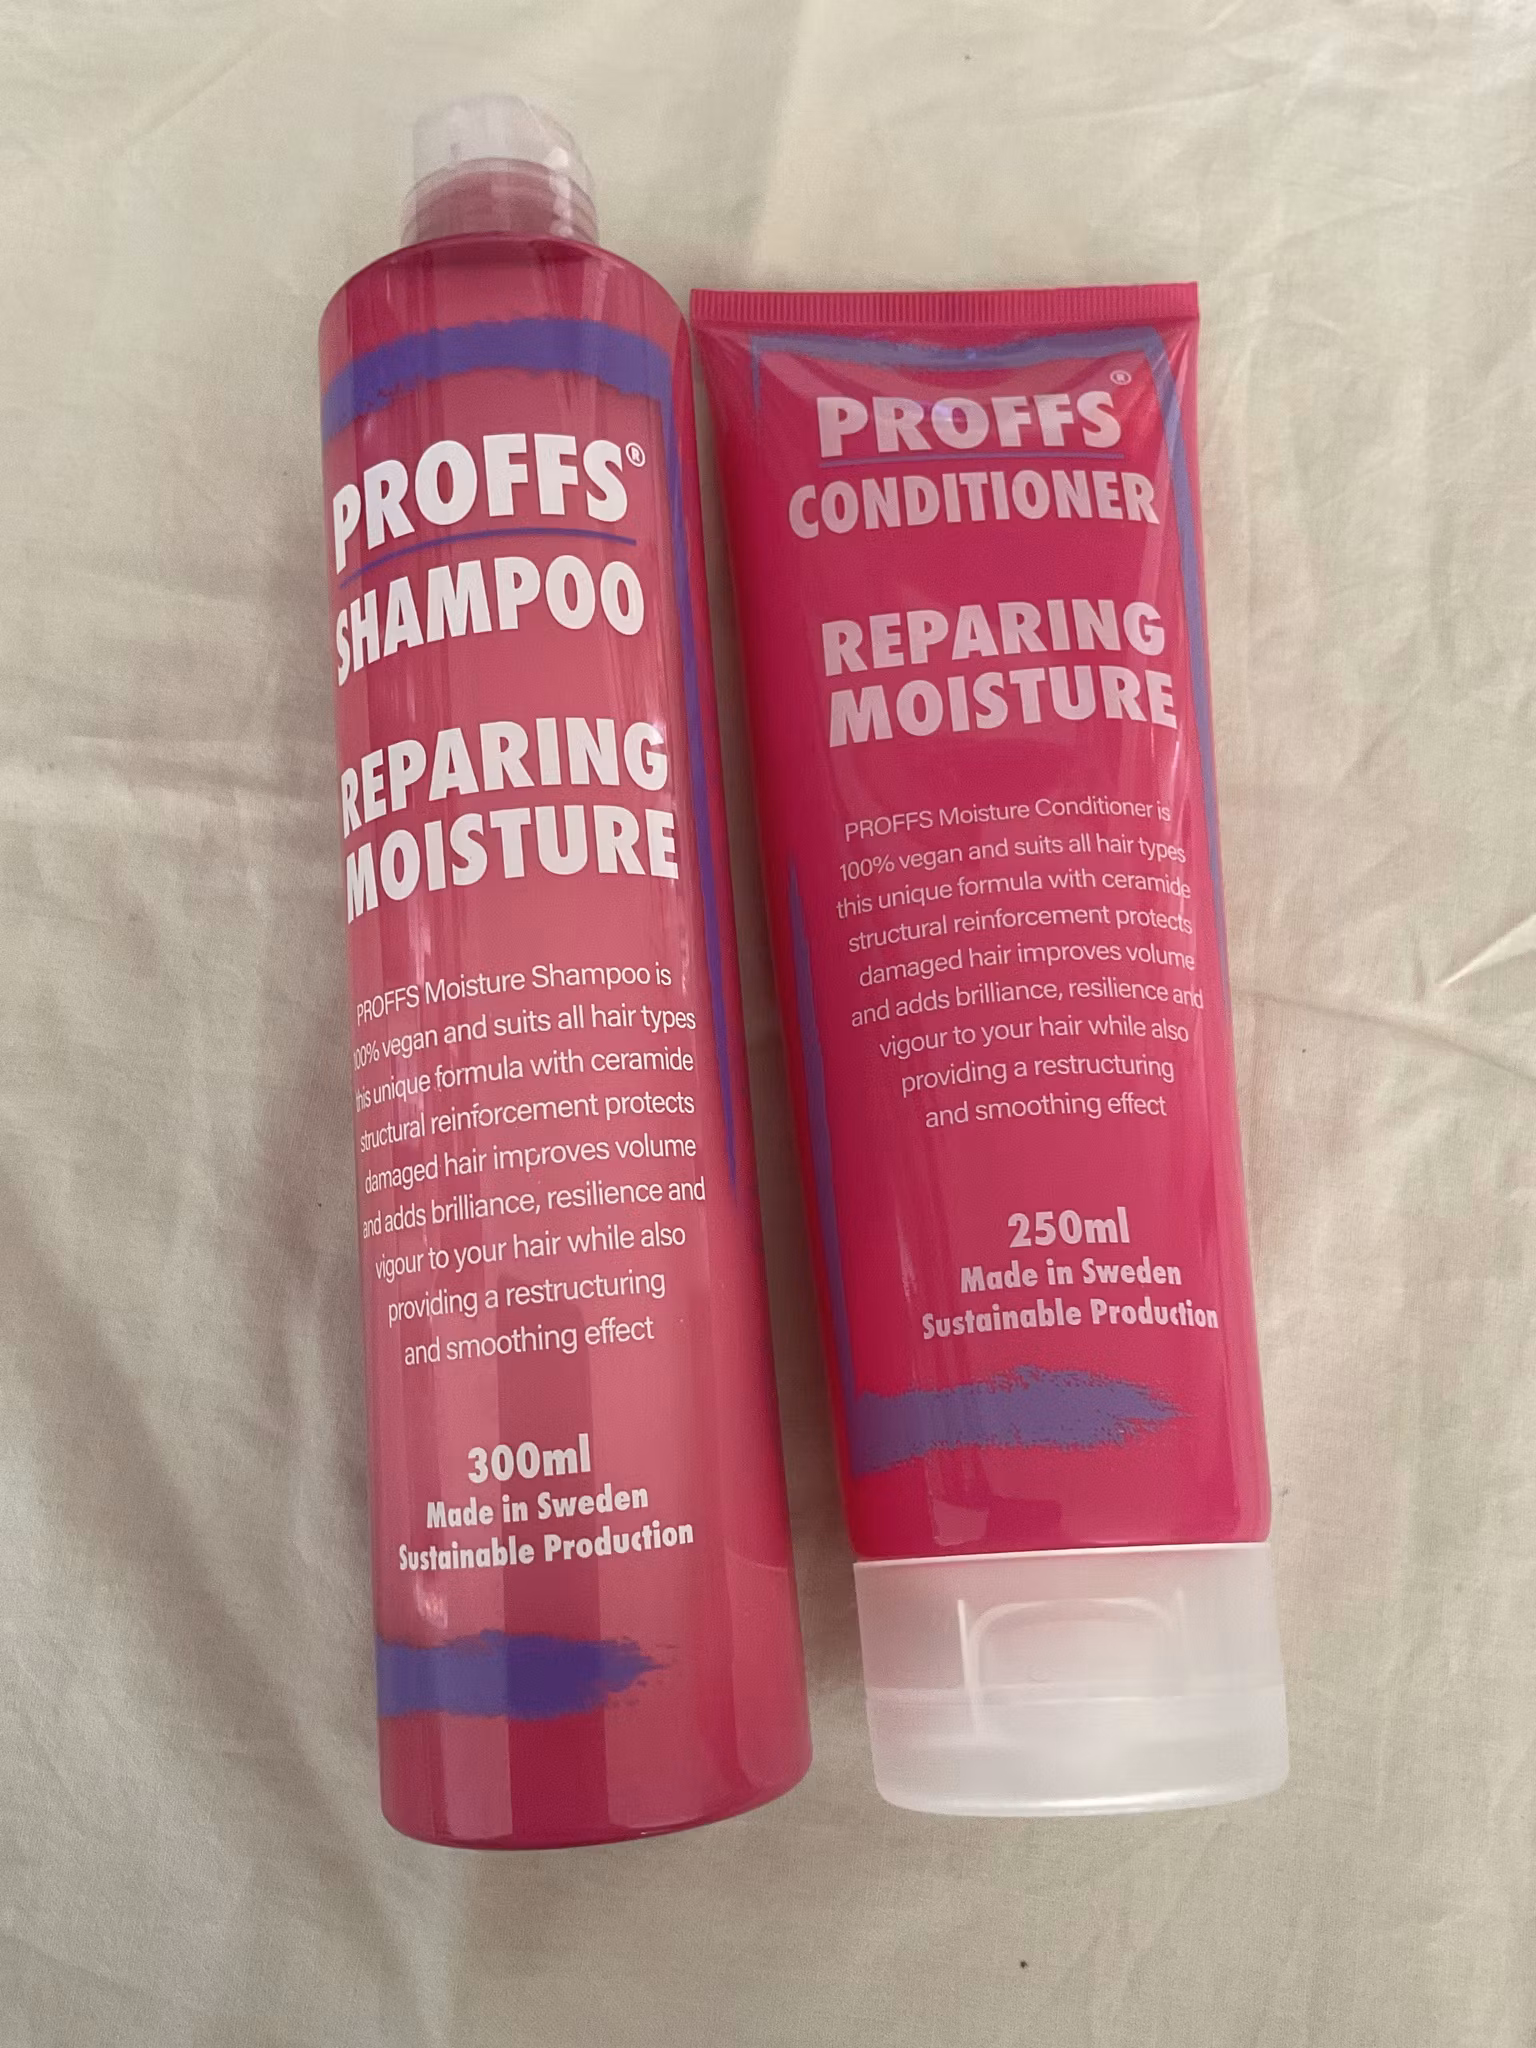 PROFFS®
SHAMPOO
REPARING
MOISTURE
PROFFS Moisture Shampoo is
100% vegan and suits all hair types
this unique formula with ceramide
structural reinforcement protects
damaged hair improves volume
and adds brilliance, resilience and
vigour to your hair while also
providing a restructuring
and smoothing effect
300ml
Made in Sweden
Sustainable Production
PROFFS®
CONDITIONER
REPARING
MOISTURE
PROFFS Moisture Conditioner is
100% vegan and suits all hair types
this unique formula with ceramide
structural reinforcement protects
damaged hair improves volume
and adds brilliance, resilience and
vigour to your hair while also
providing a restructuring
and smoothing effect
250ml
Made in Sweden
Sustainable Production